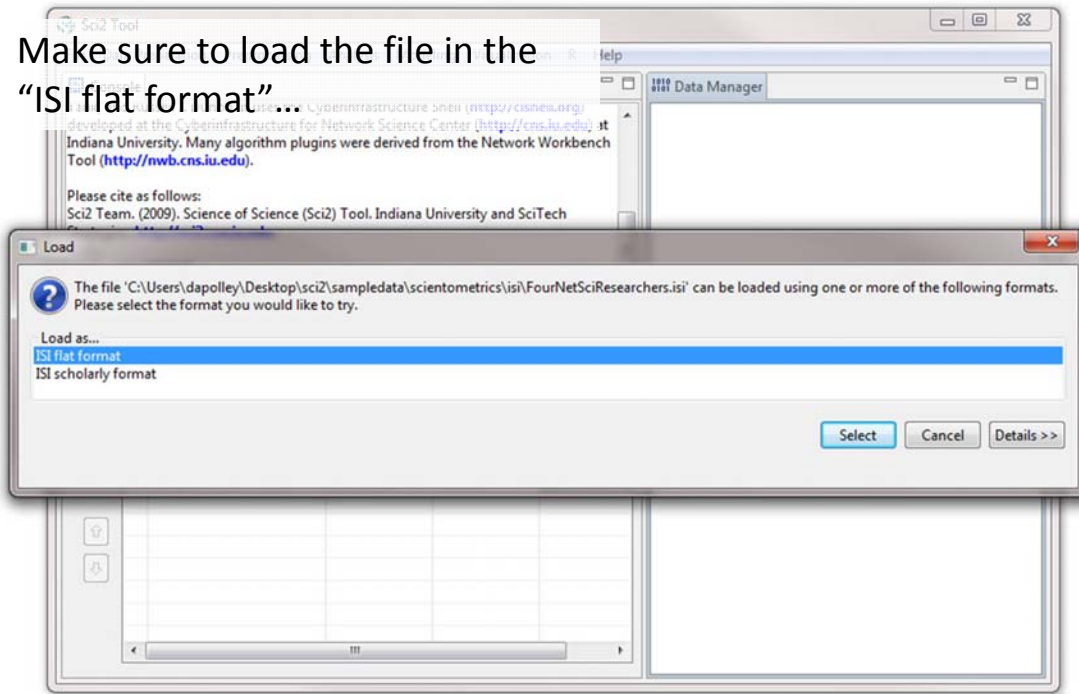 Sci2 Tool
Make sure to load the file in the
“ISI flat format”...
Help
Console
Data Manager
Cyberinfrastructure Shell (http://cishell.org)
developed at the Cyberinfrastructure for Network Science Center (http://cns.iu.edu) at
Indiana University. Many algorithm plugins were derived from the Network Workbench
Tool (http://nwb.cns.iu.edu).
Please cite as follows:
Sci2 Team. (2009). Science of Science (Sci2) Tool. Indiana University and SciTech
Load
The file 'C:\Users\dapolley\Desktop\sci2\sampledata\scientometrics\isi\FourNetSciResearchers.isi' can be loaded using one or more of the following formats.
Please select the format you would like to try.
Load as...
ISI flat format
ISI scholarly format
Select
Cancel
Details >>